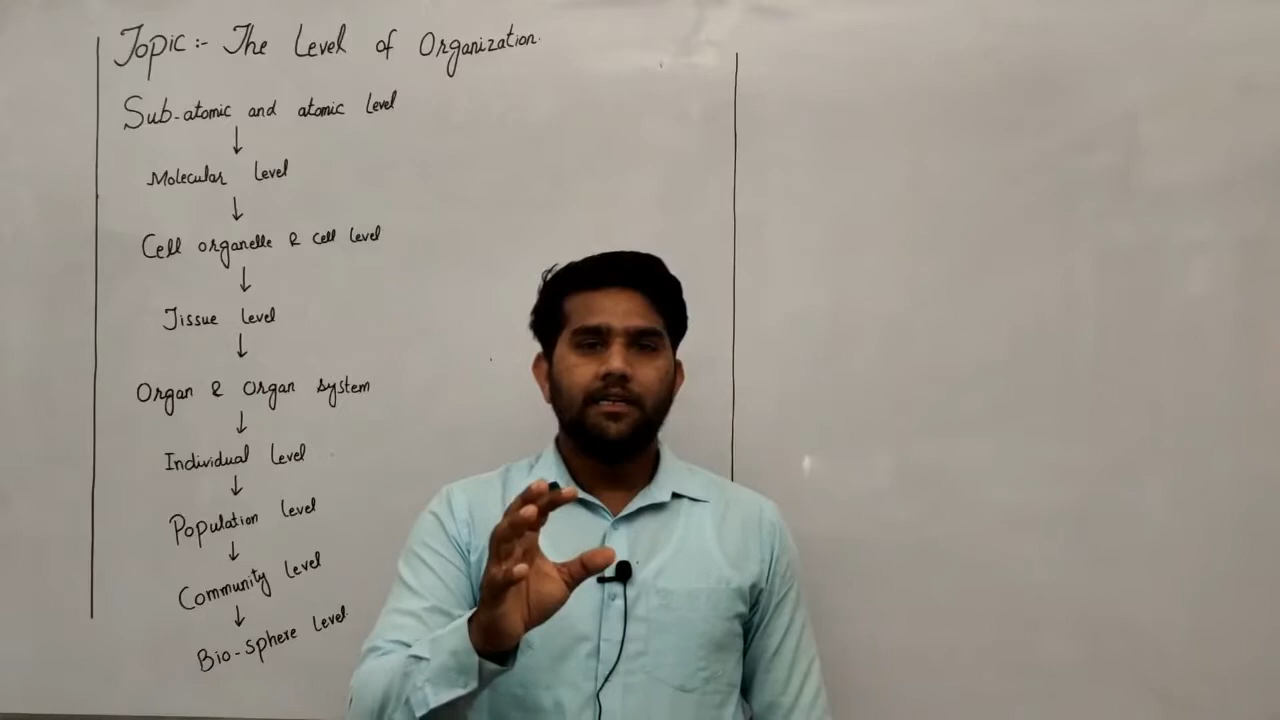 Topic:- The Level of Organization.
Sub-atomic and atomic Level
↓
Molecular Level
↓
Cell organelle & cell Level
↓
Tissue Level
↓
Organ & Organ system
↓
Individual Level
↓
Population Level
↓
Community Level
↓
Bio-sphere Level.